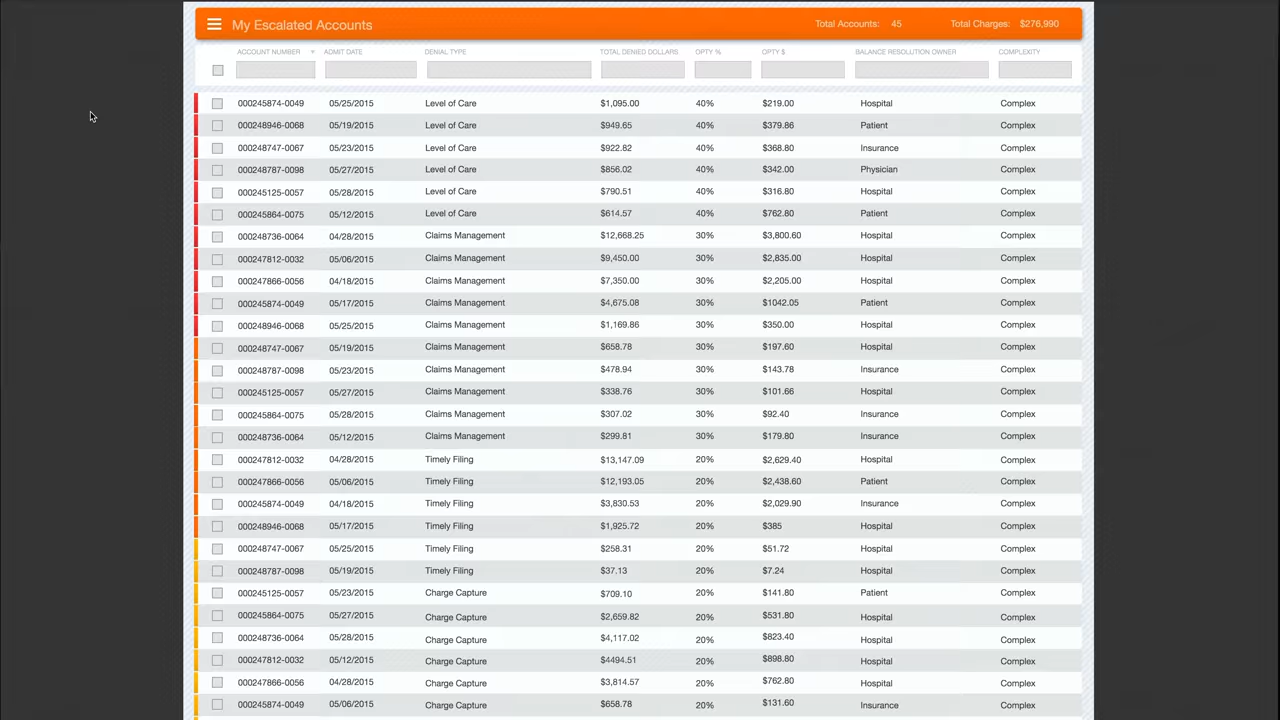 My Escalated Accounts Total Accounts: 45 Total Charges: $276,990
ACCOUNT NUMBER ADMIT DATE DENIAL TYPE TOTAL DENIED DOLLARS OPTY % OPTY $ BALANCE RESOLUTION OWNER COMPLEXITY
000245874-0049 05/25/2015 Level of Care $1,095.00 40% $219.00 Hospital Complex
000248946-0068 05/19/2015 Level of Care $949.65 40% $379.86 Patient Complex
000248747-0067 05/23/2015 Level of Care $922.82 40% $368.80 Insurance Complex
000248787-0098 05/27/2015 Level of Care $856.02 40% $342.00 Physician Complex
000245125-0057 05/28/2015 Level of Care $790.51 40% $316.80 Hospital Complex
000245864-0075 05/12/2015 Level of Care $614.57 40% $762.80 Patient Complex
000248736-0064 04/28/2015 Claims Management $12,668.25 30% $3,800.60 Hospital Complex
000247812-0032 05/06/2015 Claims Management $9,450.00 30% $2,835.00 Hospital Complex
000247866-0056 04/18/2015 Claims Management $7,350.00 30% $2,205.00 Hospital Complex
000245874-0049 05/17/2015 Claims Management $4,675.08 30% $1042.05 Patient Complex
000248946-0068 05/25/2015 Claims Management $1,169.86 30% $350.00 Hospital Complex
000248747-0067 05/19/2015 Claims Management $658.78 30% $197.60 Hospital Complex
000248787-0098 05/23/2015 Claims Management $478.94 30% $143.78 Insurance Complex
000245125-0057 05/27/2015 Claims Management $338.76 30% $101.66 Hospital Complex
000245864-0075 05/28/2015 Claims Management $307.02 30% $92.40 Insurance Complex
000248736-0064 05/12/2015 Claims Management $299.81 30% $179.80 Insurance Complex
000247812-0032 04/28/2015 Timely Filing $13,147.09 20% $2,629.40 Hospital Complex
000247866-0056 05/06/2015 Timely Filing $12,193.05 20% $2,438.60 Patient Complex
000245874-0049 04/18/2015 Timely Filing $3,830.53 20% $2,029.90 Insurance Complex
000248946-0068 05/17/2015 Timely Filing $1,925.72 20% $385 Hospital Complex
000248747-0067 05/25/2015 Timely Filing $258.31 20% $51.72 Hospital Complex
000248787-0098 05/19/2015 Timely Filing $37.13 20% $7.24 Hospital Complex
000245125-0057 05/23/2015 Charge Capture $709.10 20% $141.80 Patient Complex
000245864-0075 05/27/2015 Charge Capture $2,659.82 20% $531.80 Hospital Complex
000248736-0064 05/28/2015 Charge Capture $4,117.02 20% $823.40 Hospital Complex
000247812-0032 05/12/2015 Charge Capture $4494.51 20% $898.80 Hospital Complex
000247866-0056 04/28/2015 Charge Capture $3,814.57 20% $762.80 Hospital Complex
000245874-0049 05/06/2015 Charge Capture $658.78 20% $131.60 Insurance Complex